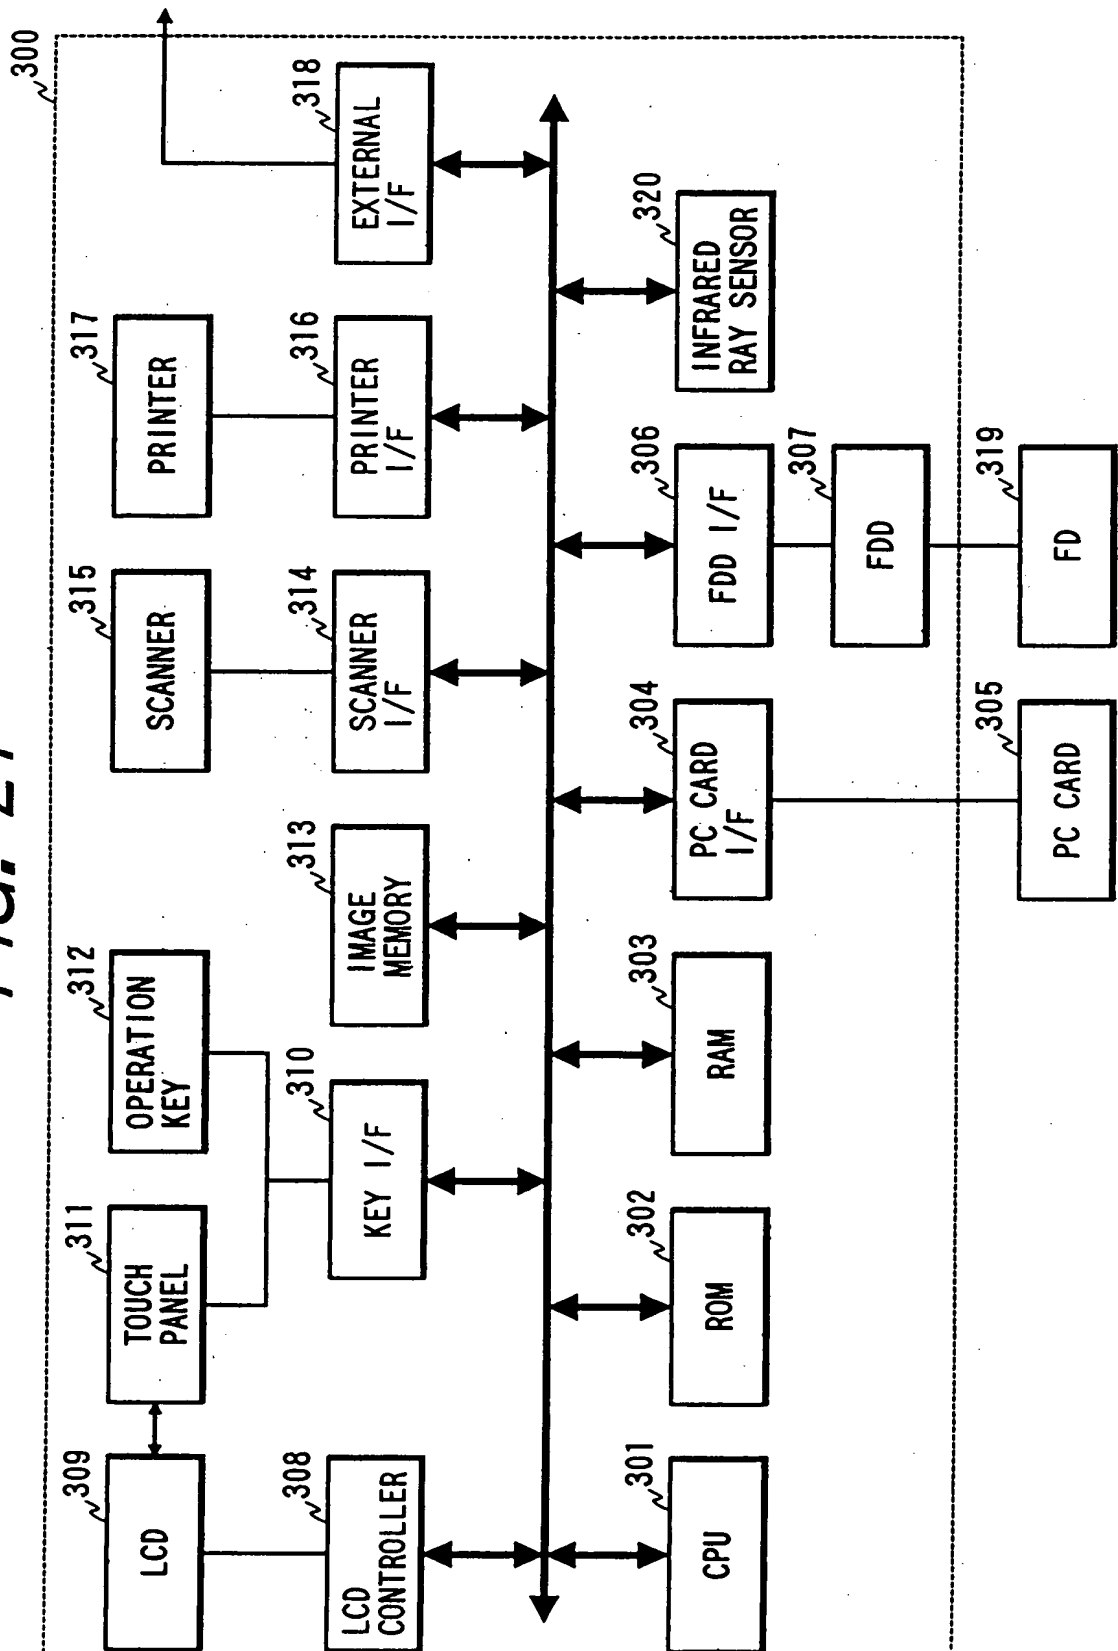 300
309
LCD
311
TOUCH
PANEL
312
OPERATION
KEY
315
SCANNER
317
PRINTER
308
LCD
CONTROLLER
310
KEY I/F
313
IMAGE
MEMORY
314
SCANNER
I/F
316
PRINTER
I/F
318
EXTERNAL
I/F
301
CPU
302
ROM
303
RAM
304
PC CARD
I/F
306
FDD I/F
320
INFRARED
RAY SENSOR
307
FDD
305
PC CARD
319
FD